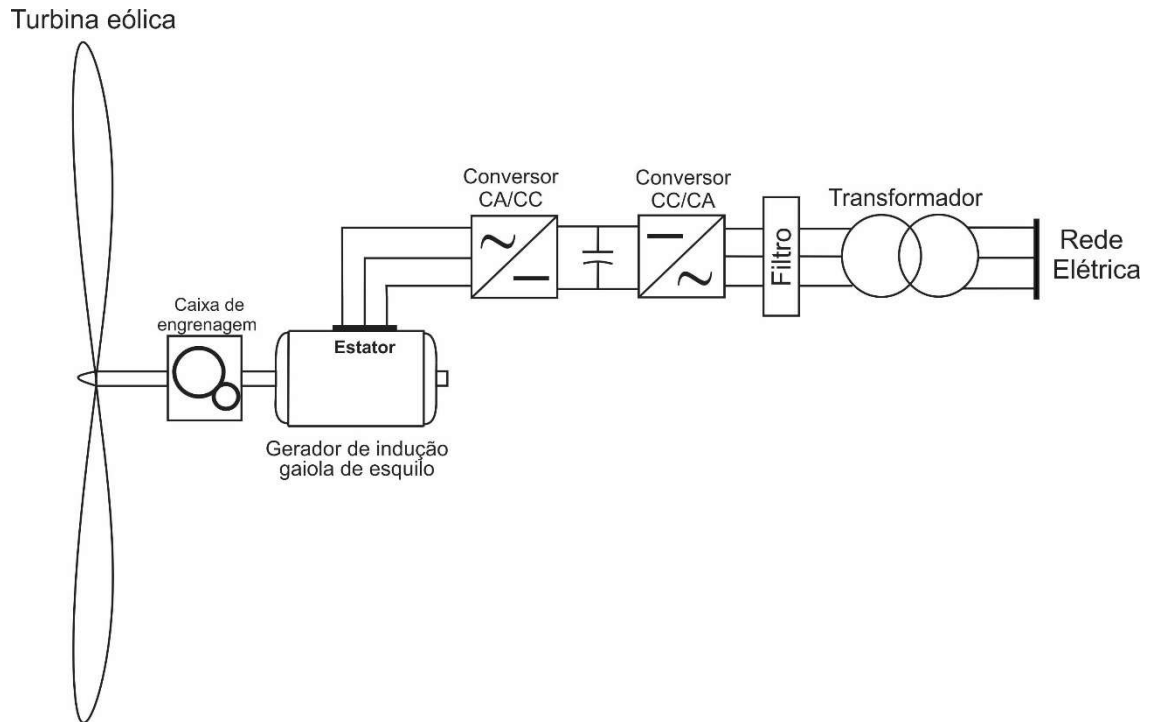 Turbina eólica
Caixa de
engrenagem
Estator
Gerador de indução
gaiola de esquilo
Conversor
CA/CC
Conversor
CC/CA
Filtro
Transformador
Rede
Elétrica